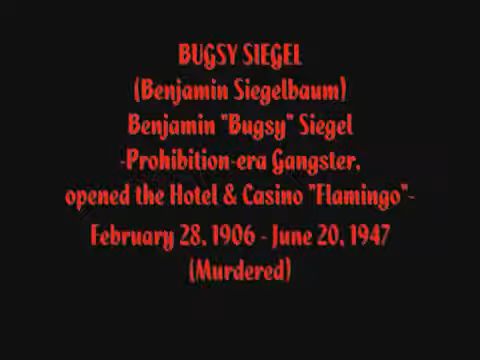 BUGSY SIEGEL
(Benjamin Siegelbaum)
Benjamin "Bugsy" Siegel
-Prohibition-era Gangster,
opened the Hotel & Casino "Flamingo"-
February 28, 1906 - June 20, 1947
(Murdered)